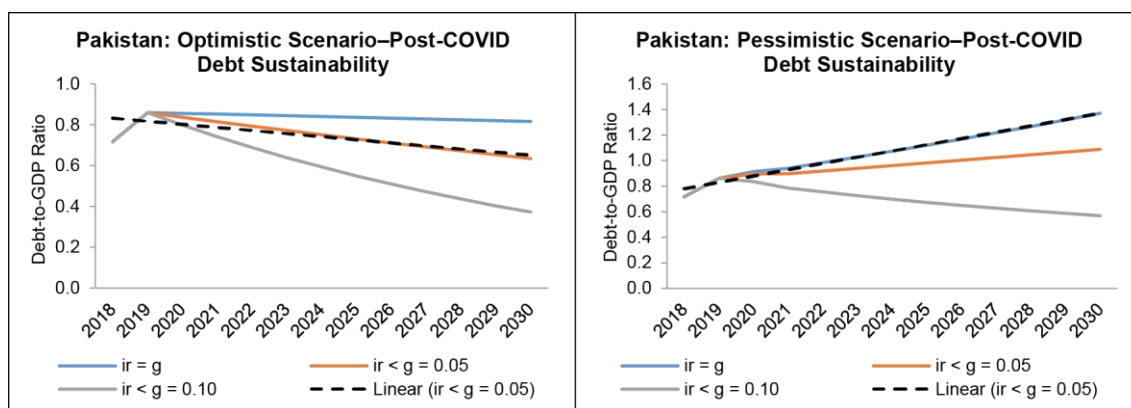 Pakistan: Optimistic Scenario–Post-COVID
Debt Sustainability
Debt-to-GDP Ratio
1.0
0.8
0.6
0.4
0.2
0.0
2018
2019
2020
2021
2022
2023
2024
2025
2026
2027
2028
2029
2030
ir = g
ir < g = 0.05
ir < g = 0.10
Linear (ir < g = 0.05)
Pakistan: Pessimistic Scenario–Post-COVID
Debt Sustainability
Debt-to-GDP Ratio
1.6
1.4
1.2
1.0
0.8
0.6
0.4
0.2
0.0
2018
2019
2020
2021
2022
2023
2024
2025
2026
2027
2028
2029
2030
ir = g
ir < g = 0.05
ir < g = 0.10
Linear (ir < g = 0.05)